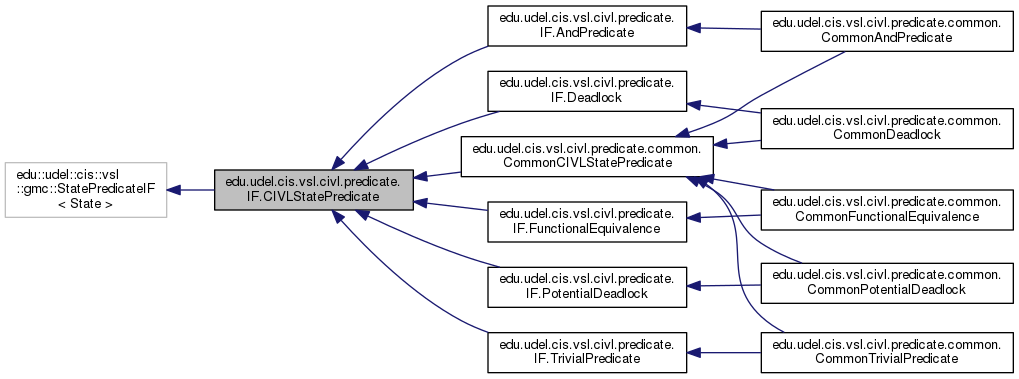 edu::udel::cis::vsl
::gmc::StatePredicateIF
< State >
edu.udel.cis.vsl.civl.predicate.
IF.CIVLStatePredicate
edu.udel.cis.vsl.civl.predicate.
IF.AndPredicate
edu.udel.cis.vsl.civl.predicate.
IF.Deadlock
edu.udel.cis.vsl.civl.predicate.common.
CommonCIVLStatePredicate
edu.udel.cis.vsl.civl.predicate.
IF.FunctionalEquivalence
edu.udel.cis.vsl.civl.predicate.
IF.PotentialDeadlock
edu.udel.cis.vsl.civl.predicate.
IF.TrivialPredicate
edu.udel.cis.vsl.civl.predicate.common.
CommonAndPredicate
edu.udel.cis.vsl.civl.predicate.common.
CommonDeadlock
edu.udel.cis.vsl.civl.predicate.common.
CommonFunctionalEquivalence
edu.udel.cis.vsl.civl.predicate.common.
CommonPotentialDeadlock
edu.udel.cis.vsl.civl.predicate.common.
CommonTrivialPredicate